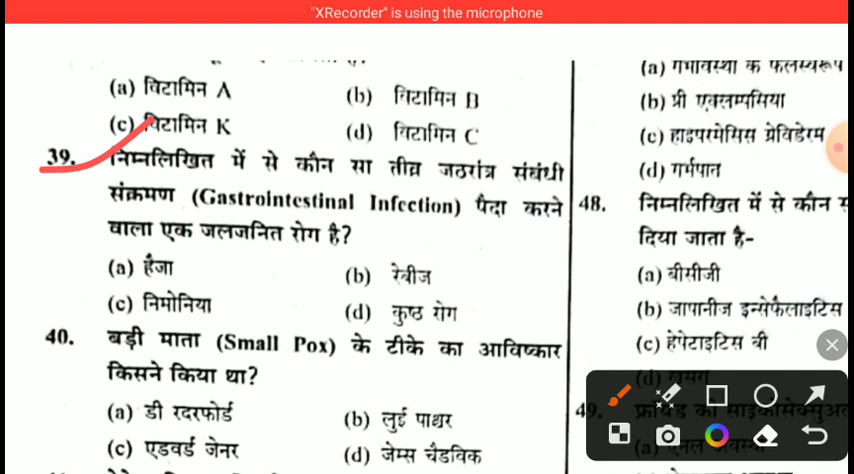 "XRecorder" is using the microphone
(a) विटामिन A
(b) विटामिन B
(c) विटामिन K
(d) विटामिन C
39. निम्नलिखित में से कौन सा तीव्र जठरांत्र संबंधी
संक्रमण (Gastrointestinal Infection) पैदा करने
वाला एक जलजनित रोग है?
(a) हैजा
(b) रेबीज
(c) निमोनिया
(d) कुष्ठ रोग
40. बड़ी माता (Small Pox) के टीके का आविष्कार
किसने किया था?
(a) डी रदरफोर्ड
(b) लुई पाश्चर
(c) एडवर्ड जेनर
(d) जेम्स चैडविक
(a) गर्भावस्था के फलस्वरूप
(b) प्री एक्लम्पसिया
(c) हाइपरमेसिस ग्रेविडेरम
(d) गर्भपात
48. निम्नलिखित में से कौन
दिया जाता है-
(a) बीसीजी
(b) जापानीज इन्सेफैलाइटिस
(c) हेपेटाइटिस बी
(d) खसरा
49. फ्रॉयड का
(a)